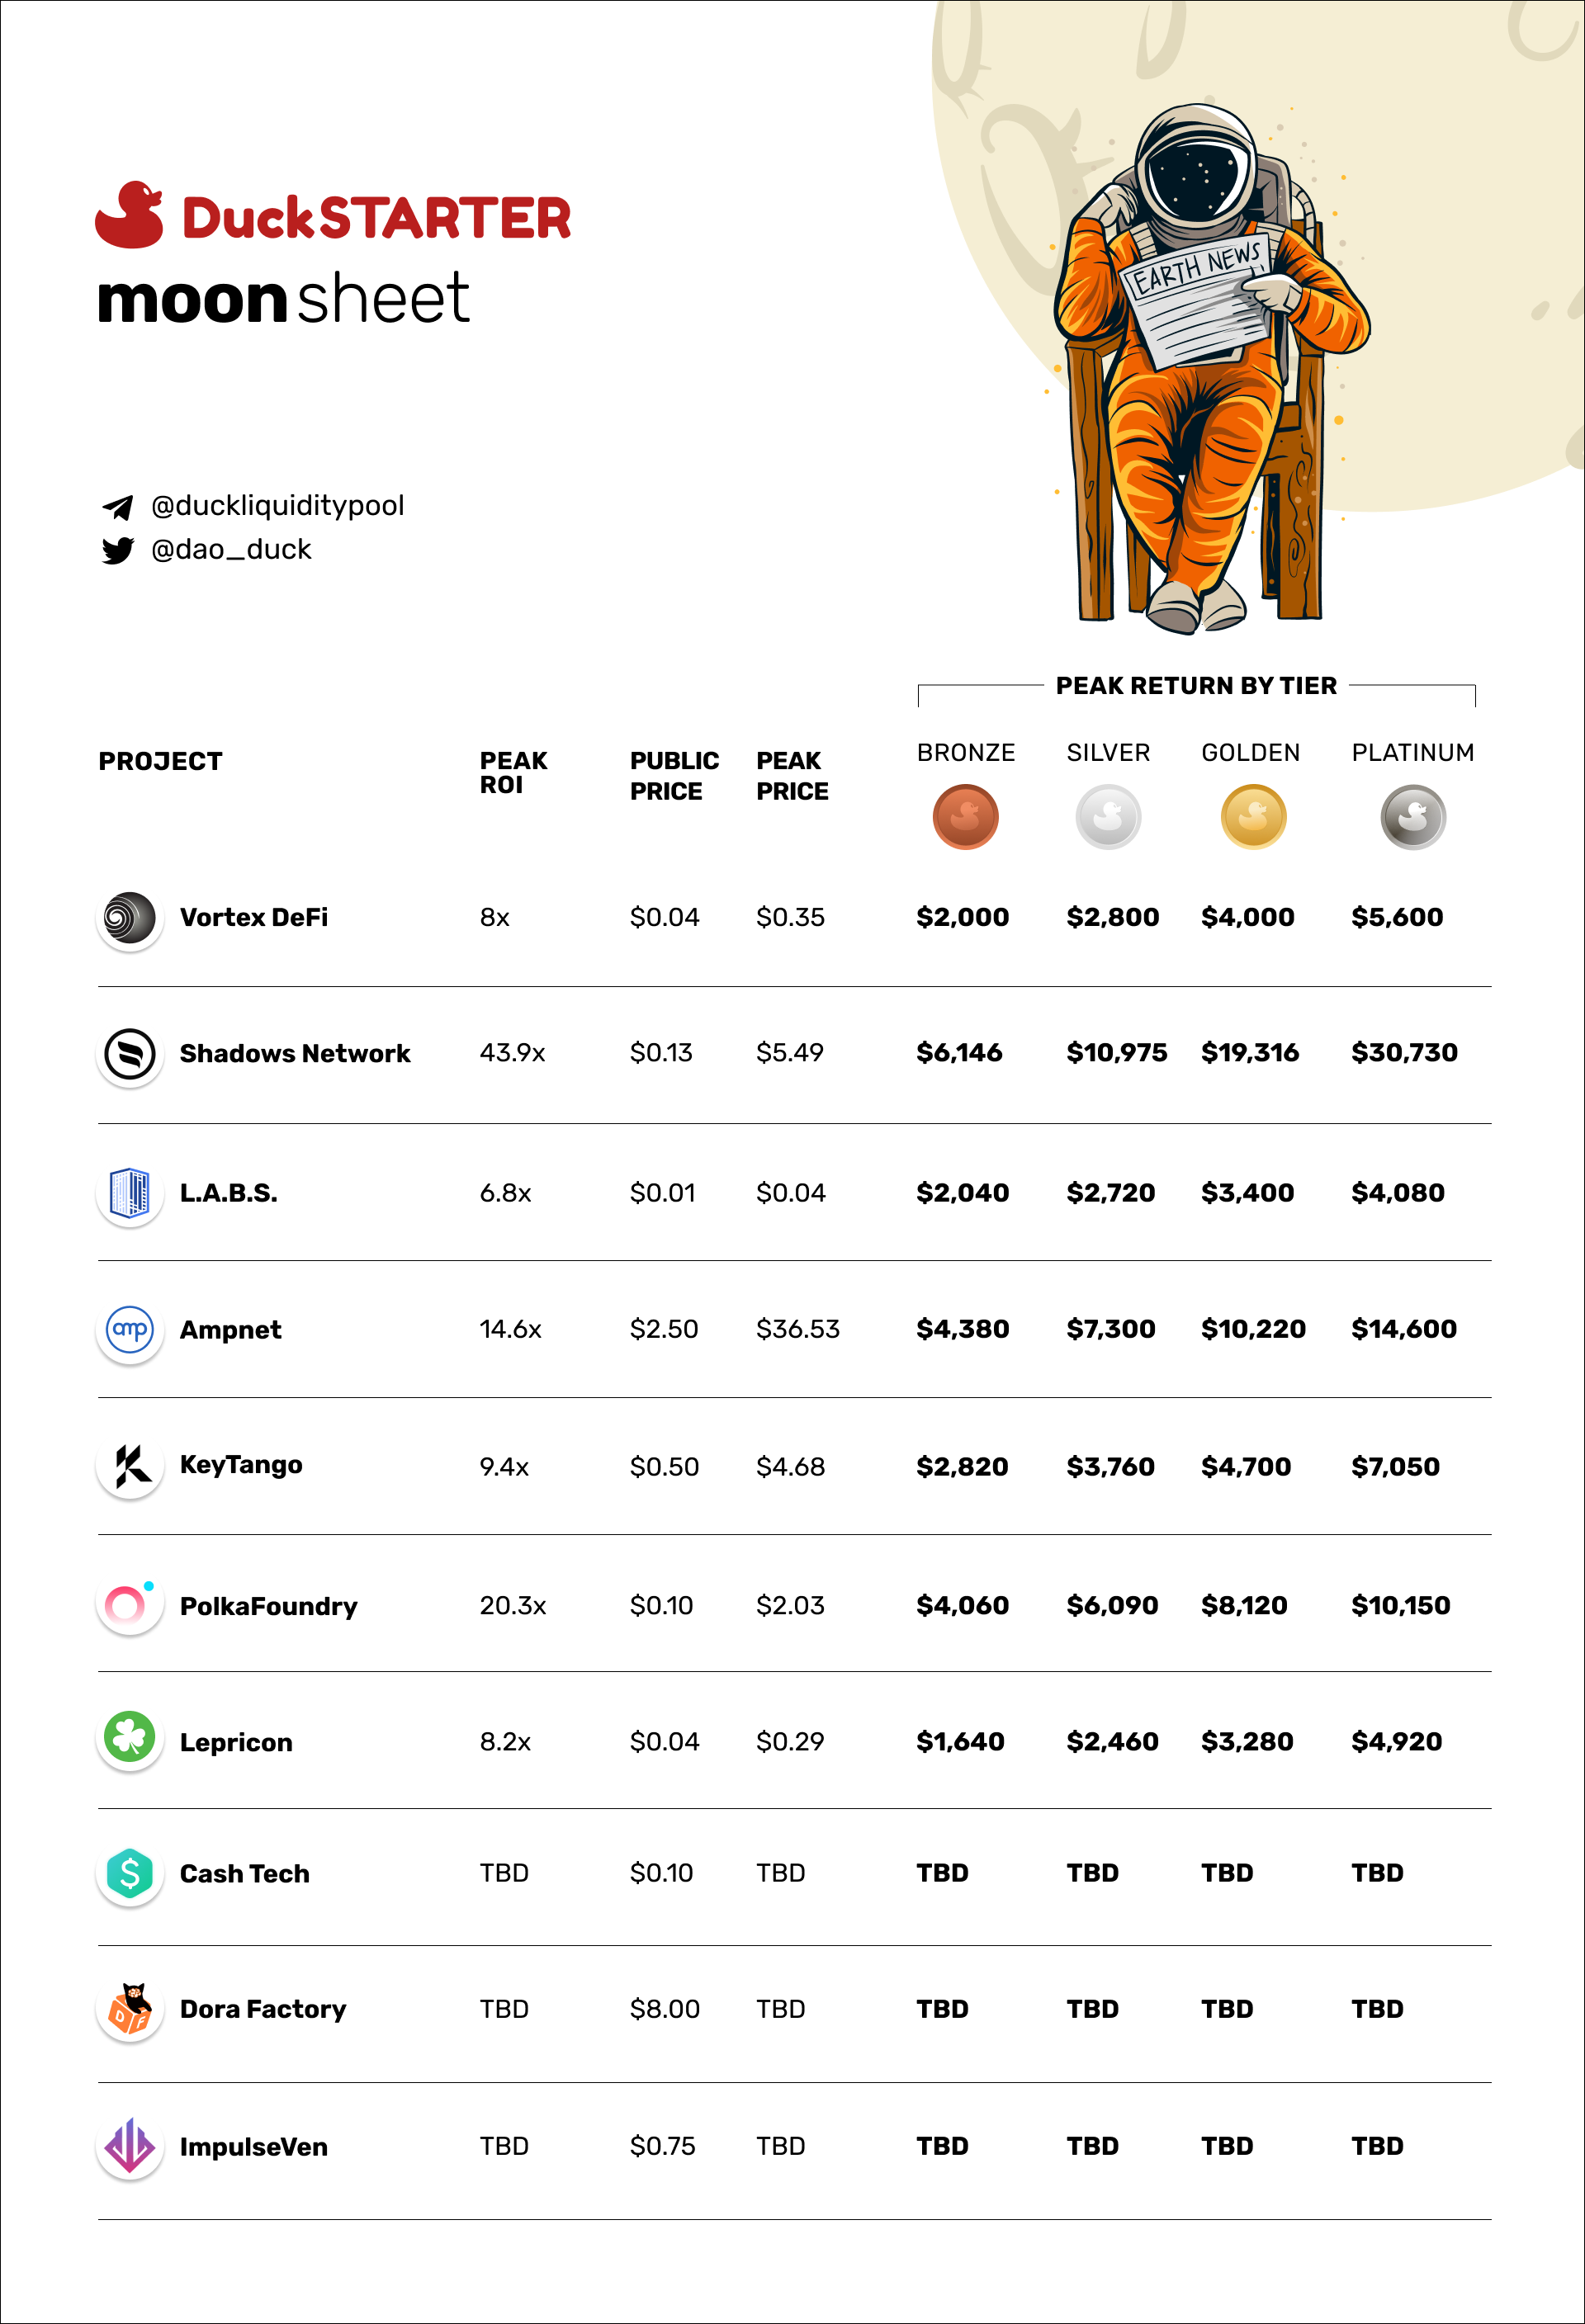 DuckSTARTER
moon sheet
EARTH NEWS
@duckliquiditypool
@dao_duck
PEAK RETURN BY TIER
PROJECT PEAK ROI PUBLIC PRICE PEAK PRICE BRONZE SILVER GOLDEN PLATINUM
Vortex DeFi 8x $0.04 $0.35 $2,000 $2,800 $4,000 $5,600
Shadows Network 43.9x $0.13 $5.49 $6,146 $10,975 $19,316 $30,730
L.A.B.S. 6.8x $0.01 $0.04 $2,040 $2,720 $3,400 $4,080
amp Ampnet 14.6x $2.50 $36.53 $4,380 $7,300 $10,220 $14,600
KeyTango 9.4x $0.50 $4.68 $2,820 $3,760 $4,700 $7,050
PolkaFoundry 20.3x $0.10 $2.03 $4,060 $6,090 $8,120 $10,150
Lepricon 8.2x $0.04 $0.29 $1,640 $2,460 $3,280 $4,920
$ Cash Tech TBD $0.10 TBD TBD TBD TBD TBD
D F Dora Factory TBD $8.00 TBD TBD TBD TBD TBD
ImpulseVen TBD $0.75 TBD TBD TBD TBD TBD